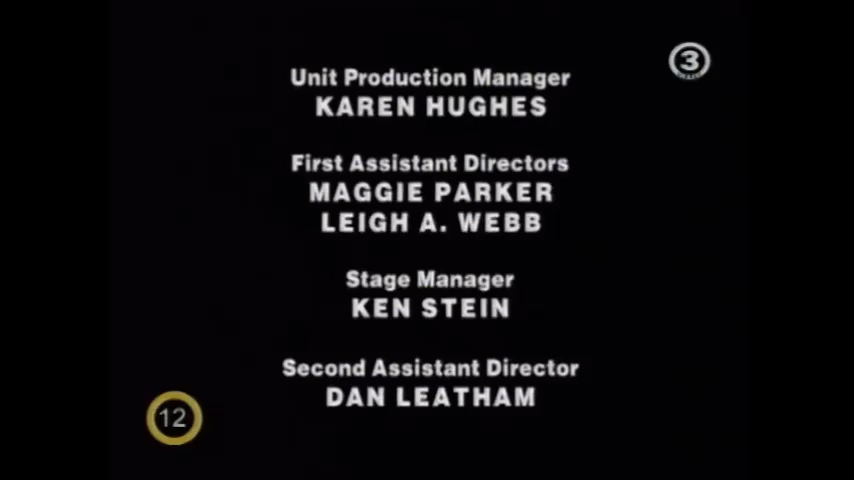 Unit Production Manager
KAREN HUGHES
3
First Assistant Directors
MAGGIE PARKER
LEIGH A. WEBB
Stage Manager
KEN STEIN
Second Assistant Director
DAN LEATHAM
12